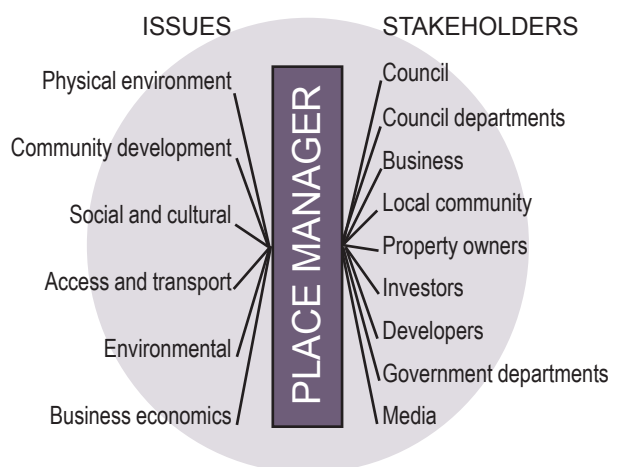 ISSUES
Physical environment
Community development
Social and cultural
Access and transport
Environmental
Business economics
PLACE MANAGER
STAKEHOLDERS
Council
Council departments
Business
Local community
Property owners
Investors
Developers
Government departments
Media